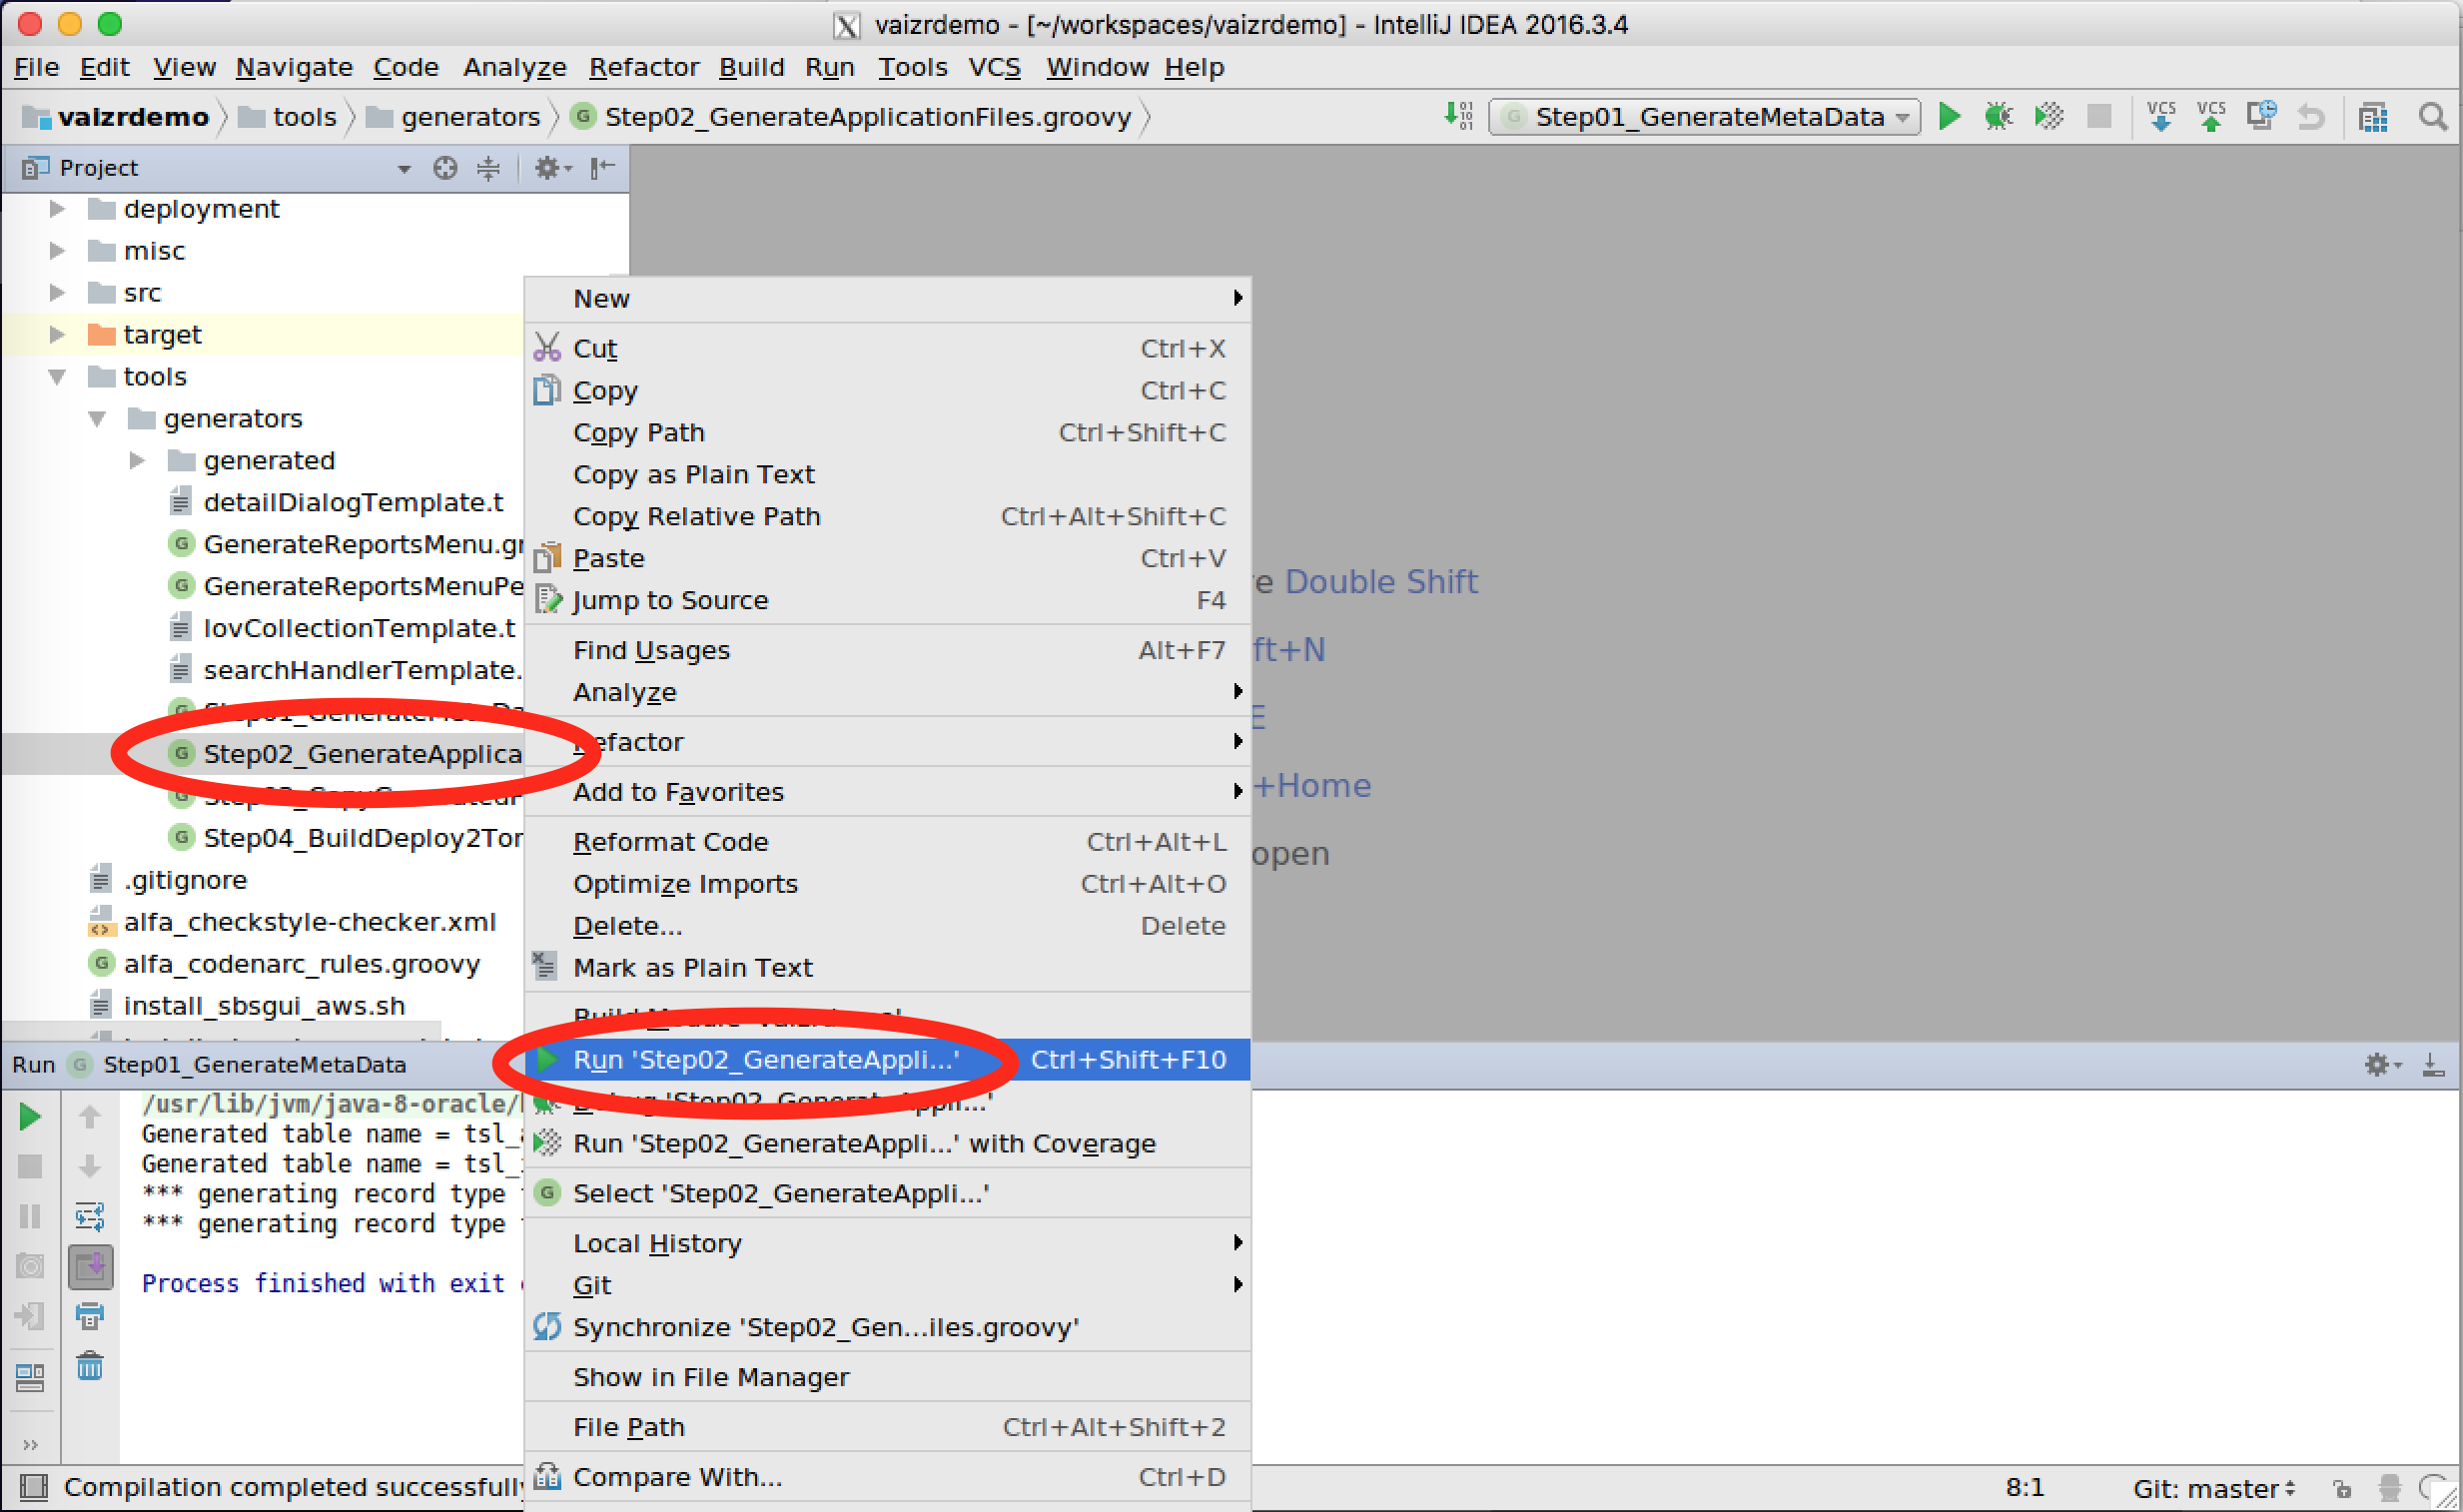 vaizrdemo - [~/workspaces/vaizrdemo] - IntelliJ IDEA 2016.3.4
File Edit View Navigate Code Analyze Refactor Build Run Tools VCS Window Help
vaizrdemo tools generators Step02_GenerateApplicationFiles.groovy Step01_GenerateMetaData VCS VCS
Project
deployment
misc
src
target
tools
generators
generated
detailDialogTemplate.t
GenerateReportsMenu.gr
GenerateReportsMenuPe
lovCollectionTemplate.t
searchHandlerTemplate.
Step02_GenerateApplica
Step04_BuildDeploy2Tor
.gitignore
alfa_checkstyle-checker.xml
alfa_codenarc_rules.groovy
install_sbsgui_aws.sh
New
Cut Ctrl+X
Copy Ctrl+C
Copy Path Ctrl+Shift+C
Copy as Plain Text
Copy Relative Path Ctrl+Alt+Shift+C
Paste Ctrl+V
Jump to Source F4
Find Usages Alt+F7
Analyze
Refactor
Add to Favorites
Reformat Code Ctrl+Alt+L
Optimize Imports Ctrl+Alt+O
Delete... Delete
Mark as Plain Text
Build Module 'vaizrdemo'
Run 'Step02_GenerateAppli...' Ctrl+Shift+F10
Debug 'Step02_GenerateAppli...'
Run 'Step02_GenerateAppli...' with Coverage
Select 'Step02_GenerateAppli...'
Local History
Git
Synchronize 'Step02_Gen...iles.groovy'
Show in File Manager
File Path Ctrl+Alt+Shift+2
Compare With... Ctrl+D
re Double Shift
ft+N
E
+Home
open
Run Step01_GenerateMetaData
/usr/lib/jvm/java-8-oracle/
Generated table name = tsl_
Generated table name = tsl_
*** generating record type
*** generating record type
Process finished with exit
Compilation completed successfully 8:1 Git: master